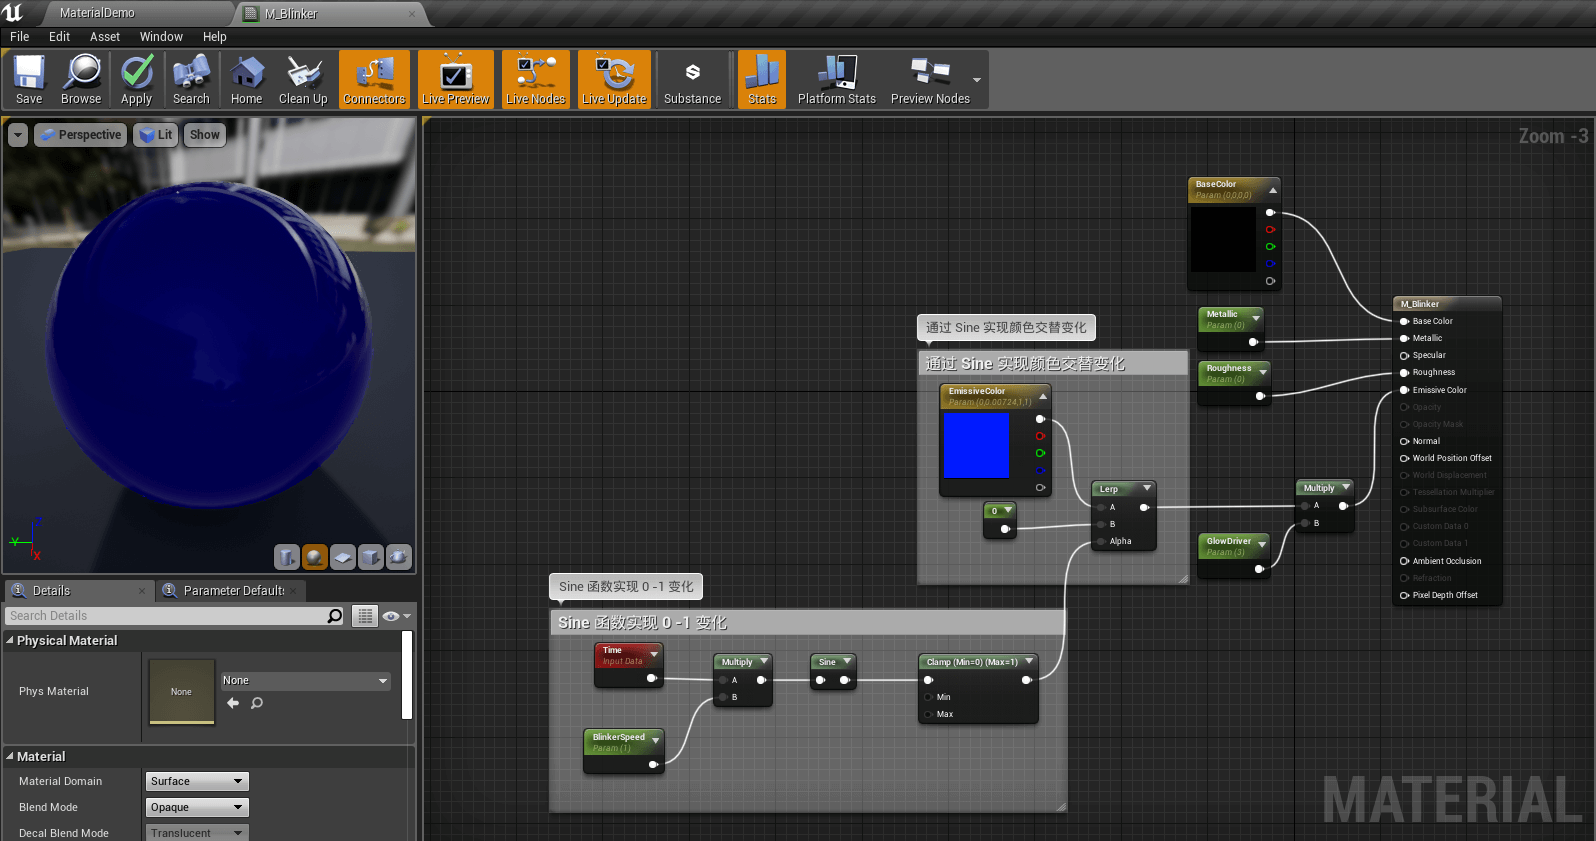 MaterialDemo
M_Blinker
File Edit Asset Window Help
Save
Browse
Apply
Search
Home
Clean Up
Connectors
Live Preview
Live Nodes
Live Update
Substance
Stats
Platform Stats
Preview Nodes
Perspective
Lit
Show
Zoom -3
Z
Y
X
BaseColor
Param (0,0,0,0)
Metallic
Param (0)
Roughness
Param (0)
通过 Sine 实现颜色交替变化
通过 Sine 实现颜色交替变化
EmissiveColor
Param (0,0.00724,1,1)
0
Lerp
A
B
Alpha
Multiply
A
B
GlowDriver
Param (3)
M_Blinker
Base Color
Metallic
Specular
Roughness
Emissive Color
Opacity
Opacity Mask
Normal
World Position Offset
World Displacement
Tessellation Multiplier
Subsurface Color
Custom Data 0
Custom Data 1
Ambient Occlusion
Refraction
Pixel Depth Offset
Sine 函数实现 0 -1 变化
Sine 函数实现 0 -1 变化
Time
Input Data
Multiply
A
B
Sine
Clamp (Min=0) (Max=1)
Min
Max
BlinkerSpeed
Param (1)
MATERIAL
Details
Parameter Default
Search Details
Physical Material
Phys Material
None
None
Material
Material Domain
Surface
Blend Mode
Opaque
Decal Blend Mode
Translucent